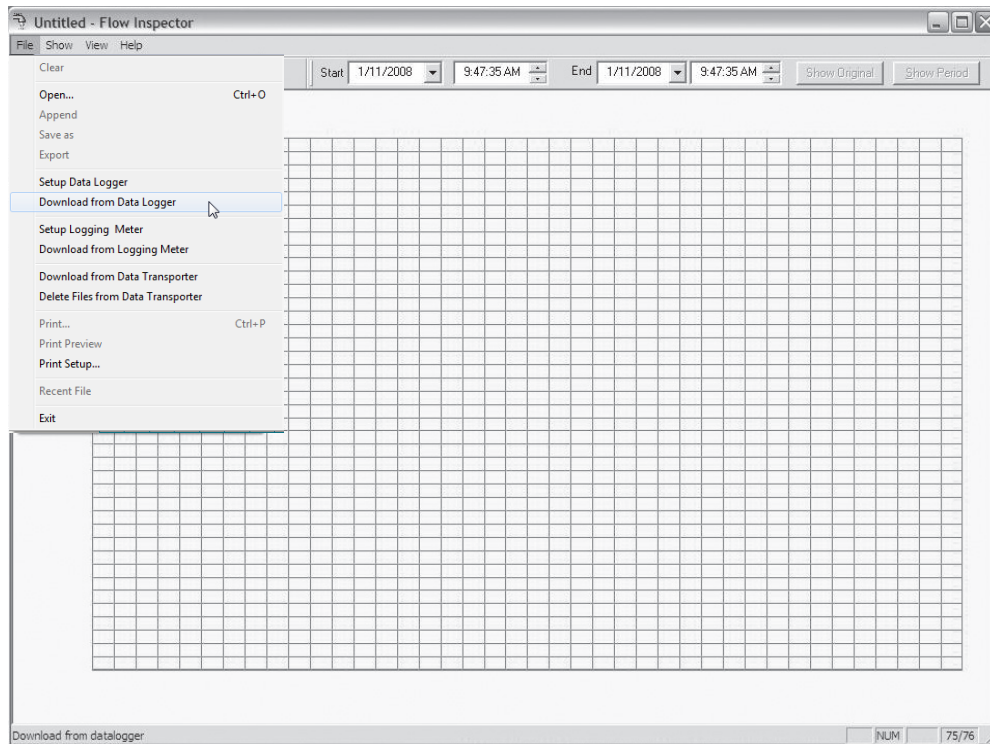 Untitled - Flow Inspector
File Show View Help
Start 1/11/2008 9:47:35 AM End 1/11/2008 9:47:35 AM Show Original Show Period
Clear
Open... Ctrl+O
Append
Save as
Export
Setup Data Logger
Download from Data Logger
Setup Logging Meter
Download from Logging Meter
Download from Data Transporter
Delete Files from Data Transporter
Print... Ctrl+P
Print Preview
Print Setup...
Recent File
Exit
Download from datalogger NUM 75/76